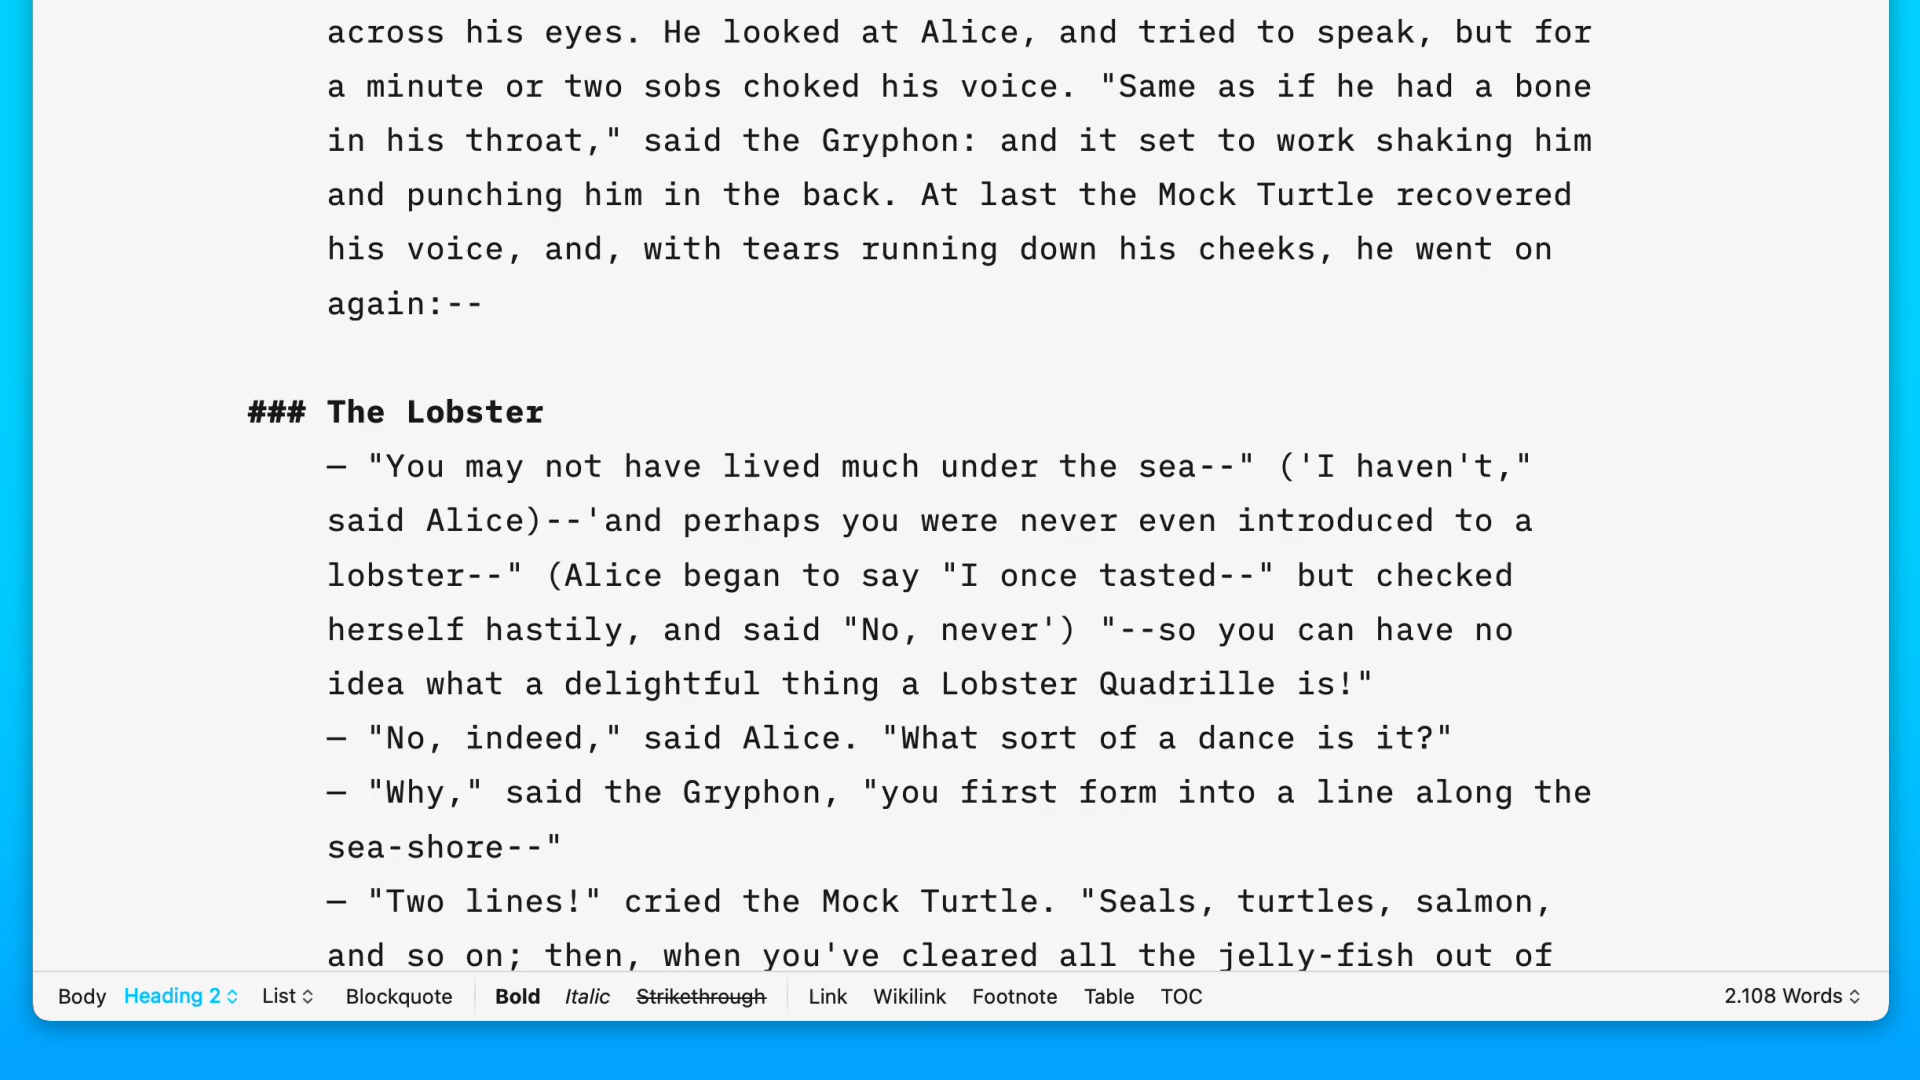 across his eyes. He looked at Alice, and tried to speak, but for
a minute or two sobs choked his voice. "Same as if he had a bone
in his throat," said the Gryphon: and it set to work shaking him
and punching him in the back. At last the Mock Turtle recovered
his voice, and, with tears running down his cheeks, he went on
again:--
### The Lobster
— "You may not have lived much under the sea--" ('I haven't,"
said Alice)--'and perhaps you were never even introduced to a
lobster--" (Alice began to say "I once tasted--" but checked
herself hastily, and said "No, never') "--so you can have no
idea what a delightful thing a Lobster Quadrille is!"
— "No, indeed," said Alice. "What sort of a dance is it?"
— "Why," said the Gryphon, "you first form into a line along the
sea-shore--"
— "Two lines!" cried the Mock Turtle. "Seals, turtles, salmon,
and so on; then, when you've cleared all the jelly-fish out of
Body Heading 2 List Blockquote Bold Italic Strikethrough Link Wikilink Footnote Table TOC 2.108 Words